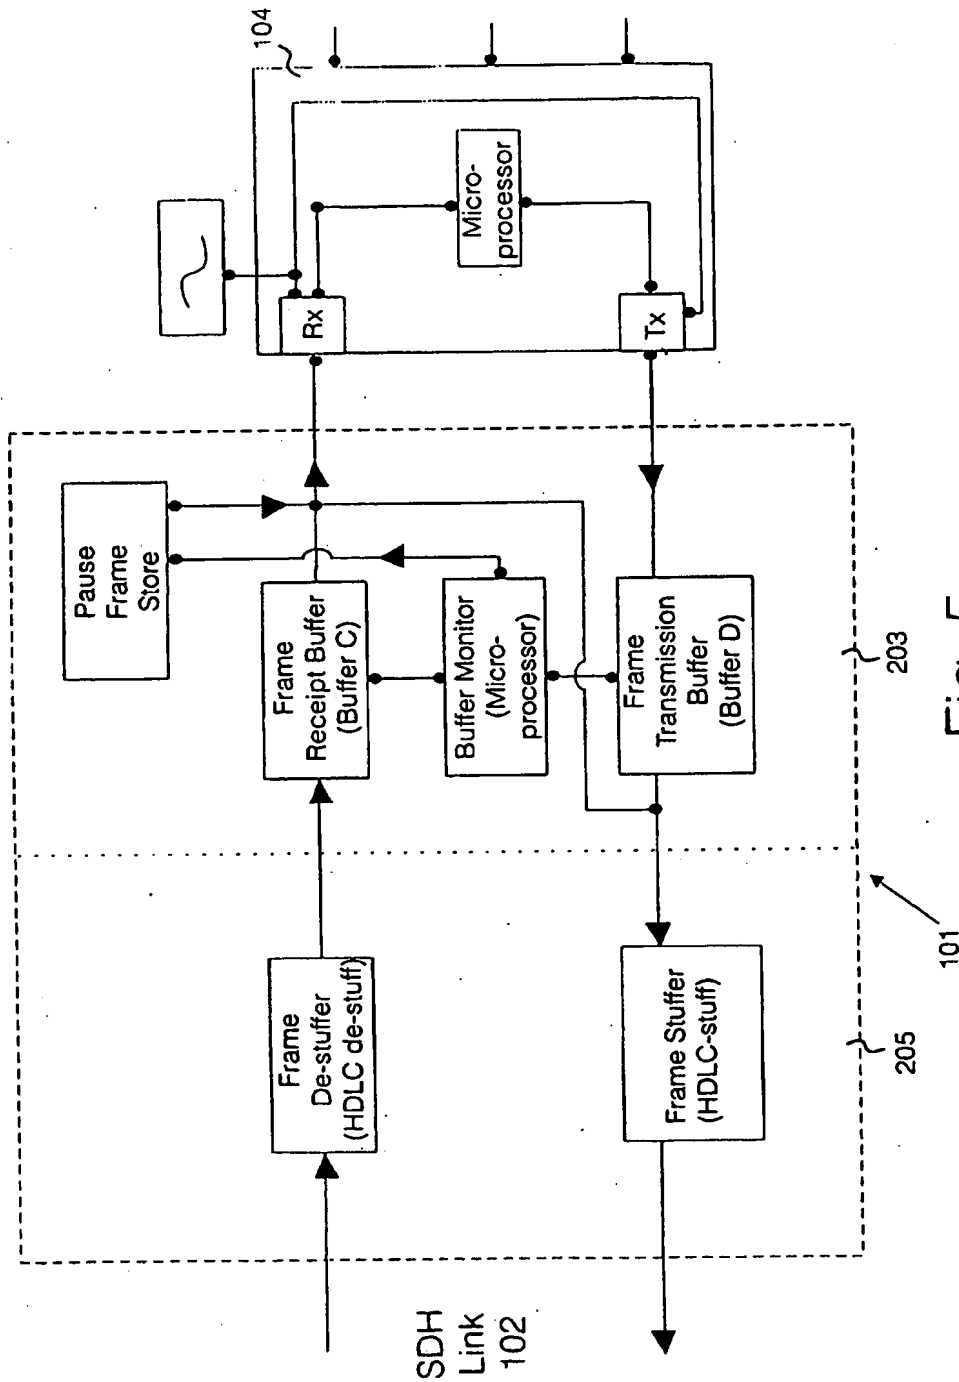 SDH
Link
102
Frame
De-stuffer
(HDLC de-stuff)
Frame Stuffer
(HDLC-stuff)
205
101
Pause
Frame
Store
Frame
Receipt Buffer
(Buffer C)
Buffer Monitor
(Micro-
processor)
Frame
Transmission
Buffer
(Buffer D)
203
Rx
Tx
Micro-
processor
104